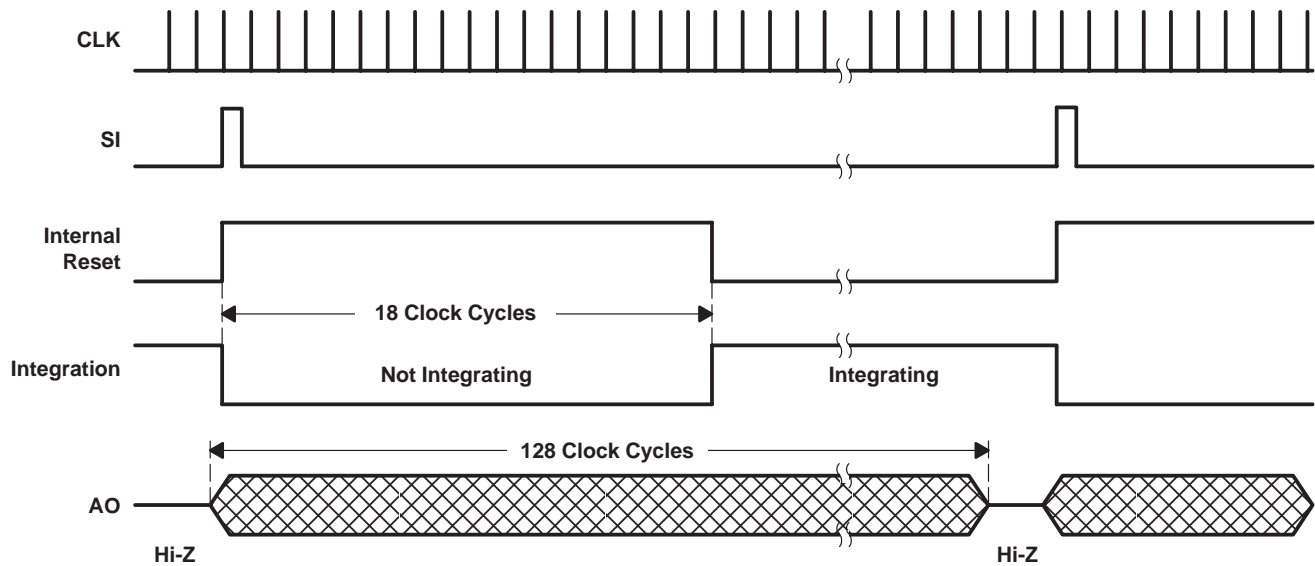 CLK
SI
Internal
Reset
18 Clock Cycles
Integration
Not Integrating
Integrating
128 Clock Cycles
AO
Hi-Z
Hi-Z